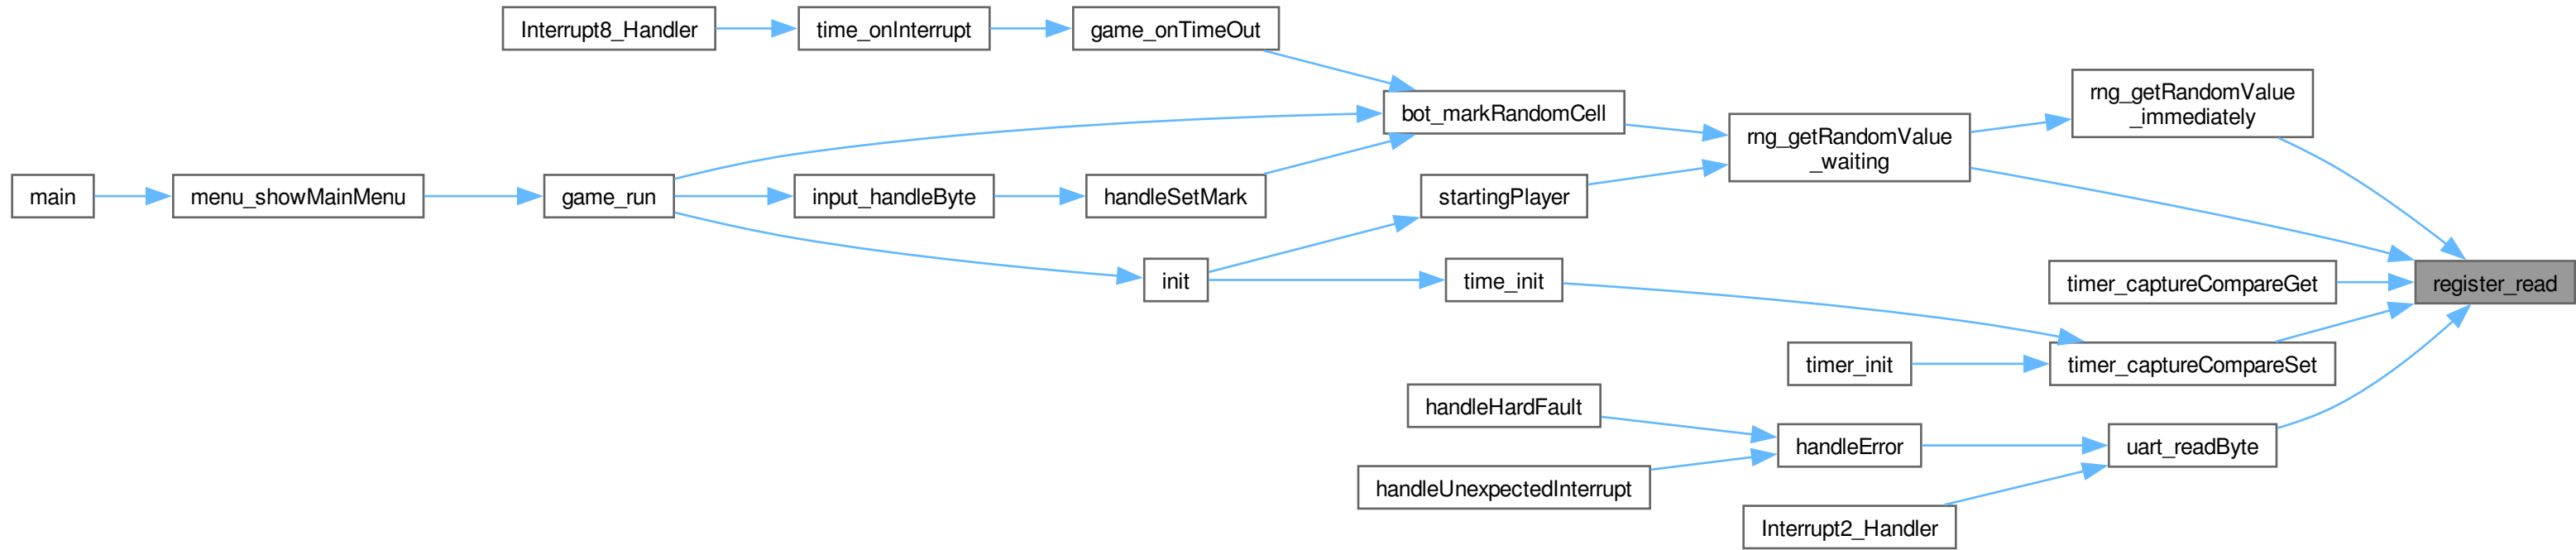 Interrupt8_Handler
time_onInterrupt
game_onTimeOut
bot_markRandomCell
rng_getRandomValue
_immediately
rng_getRandomValue
_waiting
main
menu_showMainMenu
game_run
input_handleByte
handleSetMark
startingPlayer
init
time_init
timer_captureCompareGet
register_read
timer_init
timer_captureCompareSet
handleHardFault
handleError
uart_readByte
handleUnexpectedInterrupt
Interrupt2_Handler